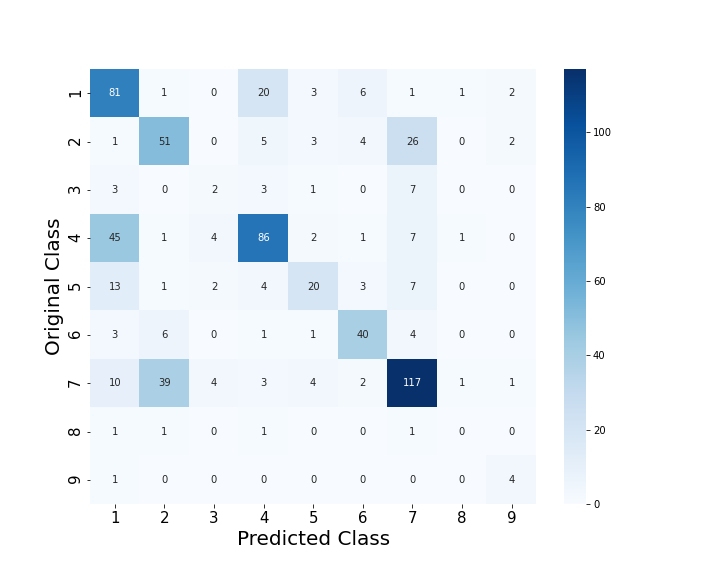 1 81 1 0 20 3 6 1 1 2
2 1 51 0 5 3 4 26 0 2
3 3 0 2 3 1 0 7 0 0
4 45 1 4 86 2 1 7 1 0
5 13 1 2 4 20 3 7 0 0
6 3 6 0 1 1 40 4 0 0
7 10 39 4 3 4 2 117 1 1
8 1 1 0 1 0 0 1 0 0
9 1 0 0 0 0 0 0 0 4
1 2 3 4 5 6 7 8 9
Original Class
Predicted Class
100
80
60
40
20
0